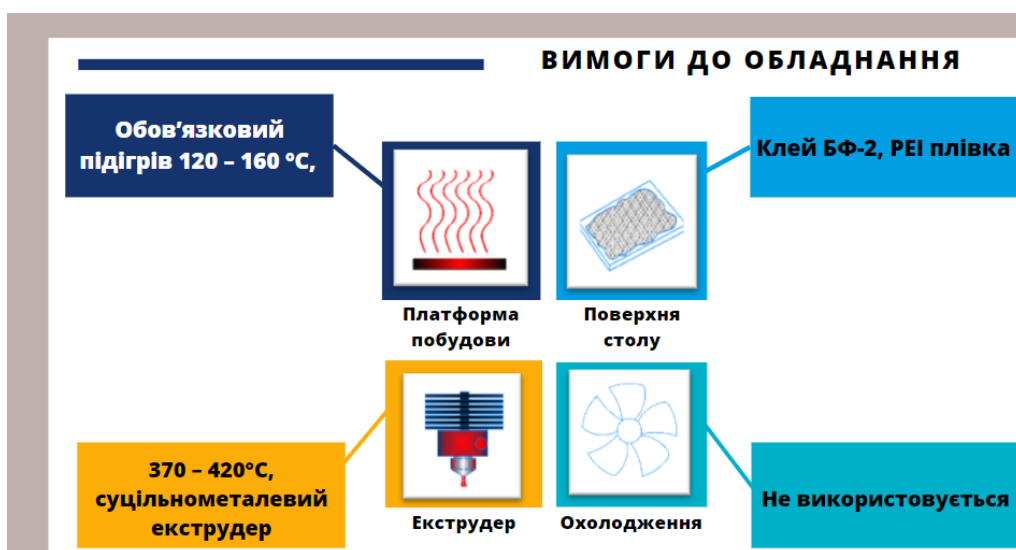 ВИМОГИ ДО ОБЛАДНАННЯ
Обов’язковий
підігрів 120 – 160 °С,
Клей БФ-2, PEI плівка
Платформа
побудови
Поверхня
столу
370 – 420°С,
суцільнометалевий
екструдер
Екструдер
Охолодження
Не використовується